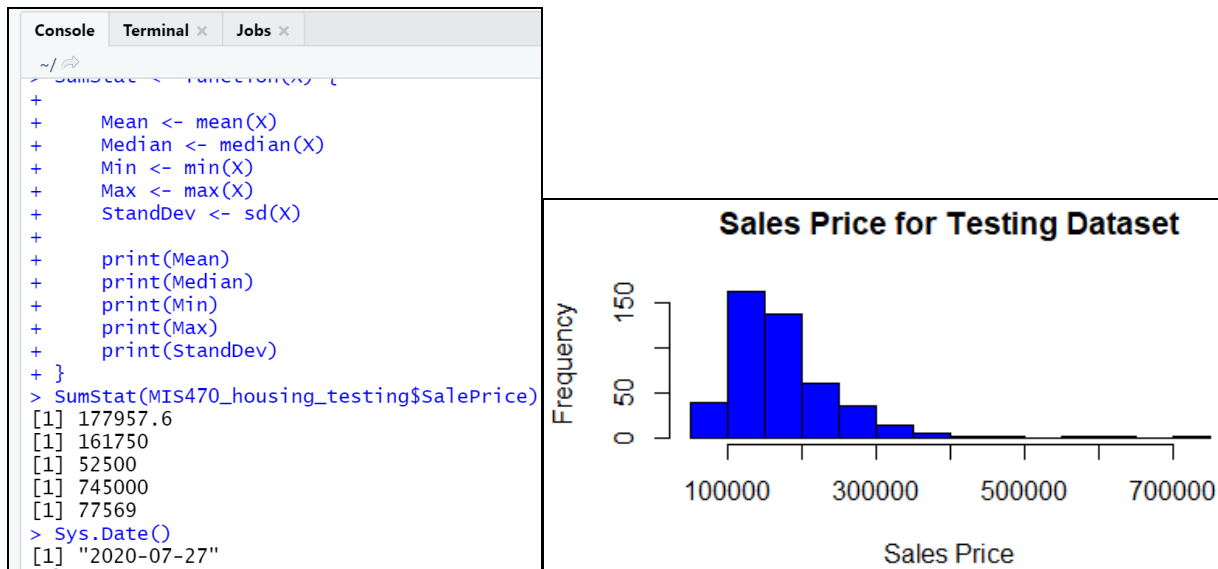 Console Terminal × Jobs ×
~/
> SumStat <- function(X) {
+
+ Mean <- mean(X)
+ Median <- median(X)
+ Min <- min(X)
+ Max <- max(X)
+ StandDev <- sd(X)
+
+ print(Mean)
+ print(Median)
+ print(Min)
+ print(Max)
+ print(StandDev)
+ }
> SumStat(MIS470_housing_testing$SalePrice)
[1] 177957.6
[1] 161750
[1] 52500
[1] 745000
[1] 77569
> Sys.Date()
[1] "2020-07-27"
Sales Price for Testing Dataset
Frequency
150
50
0
100000 300000 500000 700000
Sales Price